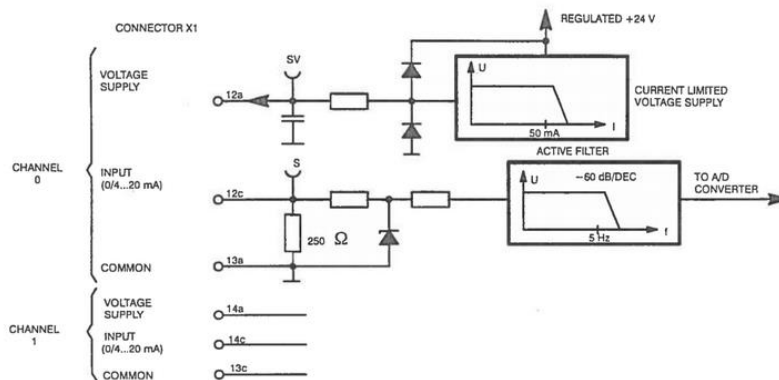 CONNECTOR X1
REGULATED +24 V
SV
VOLTAGE
SUPPLY
12a
U
I
50 mA
CURRENT LIMITED
VOLTAGE SUPPLY
CHANNEL
0
INPUT
(0/4...20 mA)
12c
S
250 Ω
ACTIVE FILTER
U
–60 dB/DEC
5 Hz
f
TO A/D
CONVERTER
COMMON
13a
CHANNEL
1
VOLTAGE
SUPPLY
14a
INPUT
(0/4...20 mA)
14c
COMMON
13c